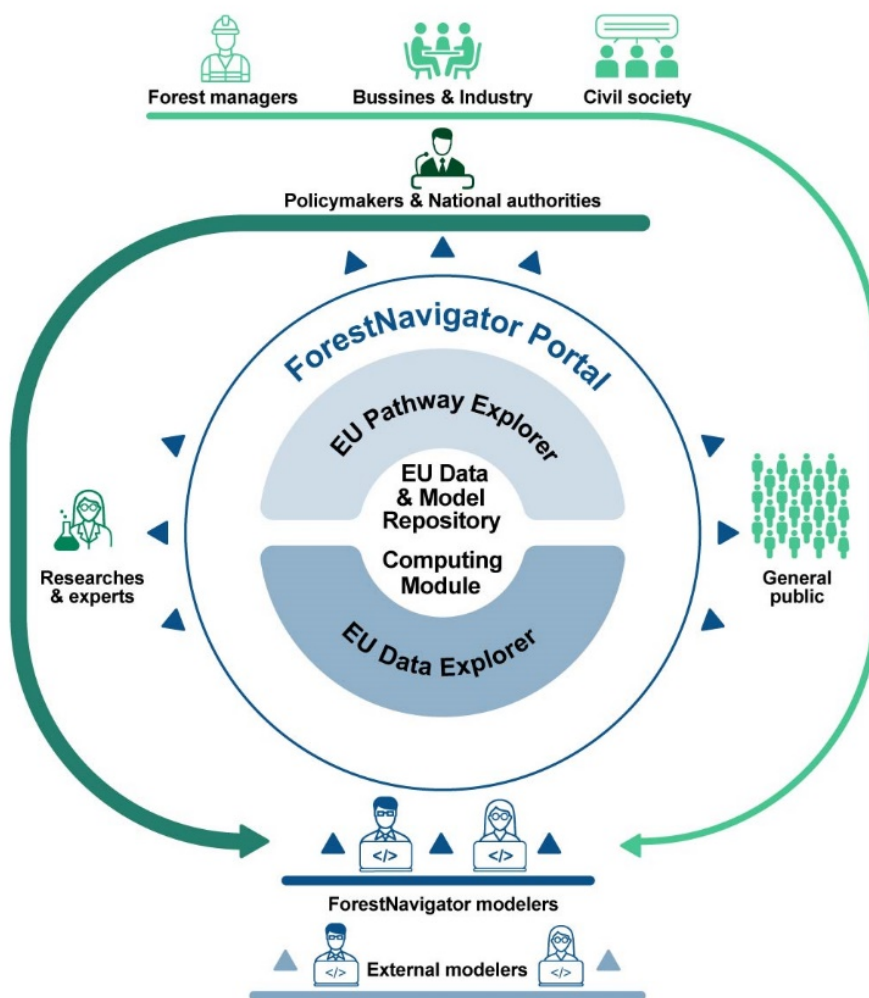 Forest managers
Bussines & Industry
Civil society
Policymakers & National authorities
ForestNavigator Portal
EU Pathway Explorer
EU Data
& Model
Repository
Computing
Module
EU Data Explorer
Researches
& experts
General
public
</>
</>
ForestNavigator modelers
</>
External modelers
</>